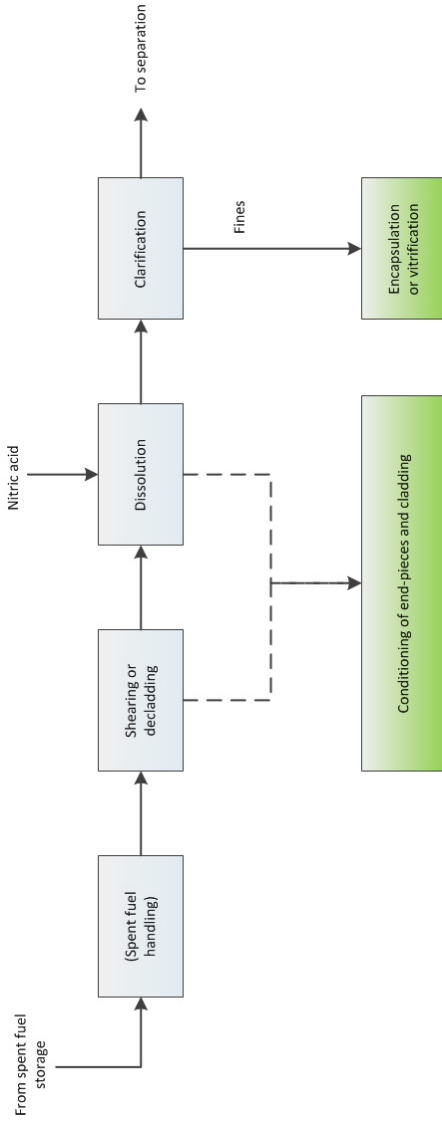 From spent fuel
storage
(Spent fuel
handling)
Shearing or
decladding
Nitric acid
Dissolution
Clarification
To separation
Fines
Conditioning of end-pieces and cladding
Encapsulation
or vitrification